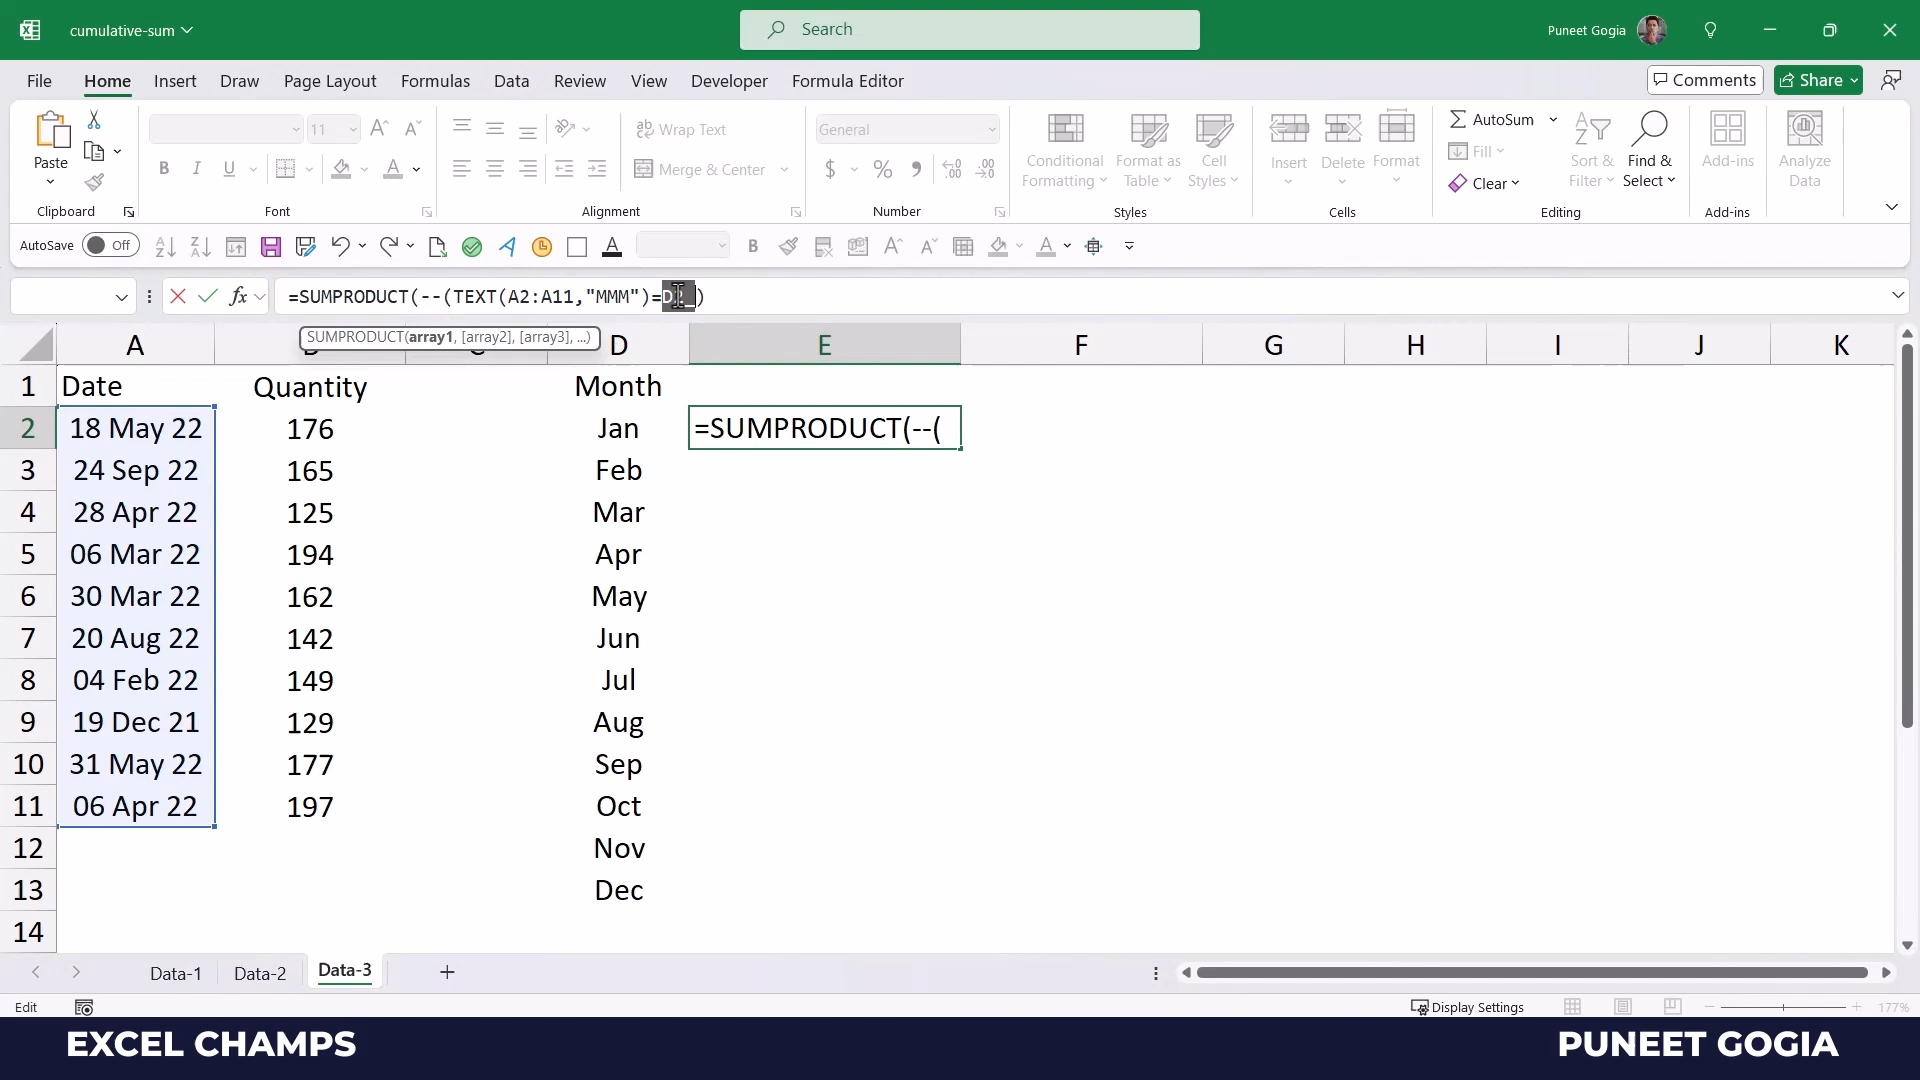 cumulative-sum
Search
Puneet Gogia
File Home Insert Draw Page Layout Formulas Data Review View Developer Formula Editor
Comments Share
Paste
11
Wrap Text
General
Conditional Formatting
Format as Table
Cell Styles
Insert Delete Format
AutoSum
Fill
Clear
Sort & Filter
Find & Select
Add-ins
Analyze Data
B I U
Merge & Center
$ %
Clipboard Font Alignment Number Styles Cells Editing Add-ins
AutoSave Off
=SUMPRODUCT(--(TEXT(A2:A11,"MMM")=
SUMPRODUCT(array1, [array2], [array3], ...)
A D E F G H I J K
1 Date Quantity Month
2 18 May 22 176 Jan =SUMPRODUCT(--(
3 24 Sep 22 165 Feb
4 28 Apr 22 125 Mar
5 06 Mar 22 194 Apr
6 30 Mar 22 162 May
7 20 Aug 22 142 Jun
8 04 Feb 22 149 Jul
9 19 Dec 21 129 Aug
10 31 May 22 177 Sep
11 06 Apr 22 197 Oct
12 Nov
13 Dec
14
Data-1 Data-2 Data-3
Edit
Display Settings
177%
EXCEL CHAMPS
PUNEET GOGIA